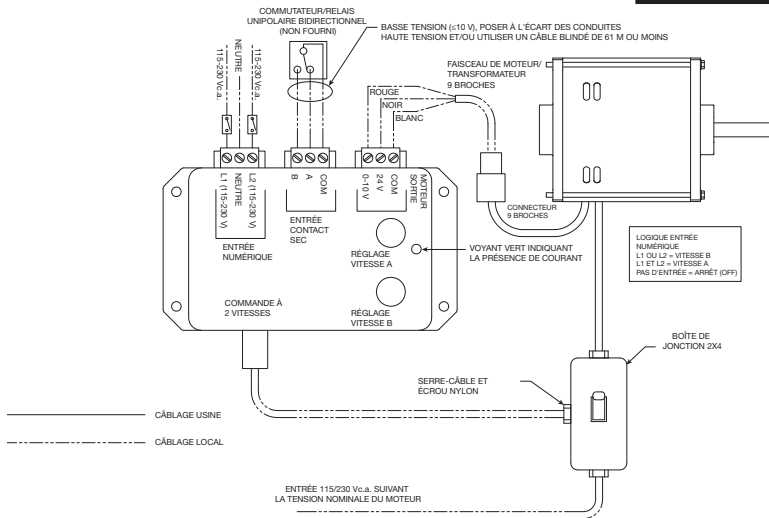 COMMUTATEUR/RELAIS
UNIPOLAIRE BIDIRECTIONNEL
(NON FOURNI)
BASSE TENSION (≤10 V), POSER À L'ÉCART DES CONDUITES
HAUTE TENSION ET/OU UTILISER UN CÂBLE BLINDÉ DE 61 M OU MOINS
115-230 Vc.a.
NEUTRE
115-230 Vc.a.
FAISCEAU DE MOTEUR/
TRANSFORMATEUR
9 BROCHES
ROUGE
NOIR
BLANC
L1 (115-230 V)
NEUTRE
L2 (115-230 V)
B
A
COM
0-10 V
24 V
COM
MOTEUR
SORTIE
ENTRÉE
NUMÉRIQUE
ENTRÉE
CONTACT
SEC
CONNECTEUR
9 BROCHES
RÉGLAGE
VITESSE A
VOYANT VERT INDIQUANT
LA PRÉSENCE DE COURANT
LOGIQUE ENTRÉE
NUMÉRIQUE
L1 OU L2 = VITESSE B
L1 ET L2 = VITESSE A
PAS D'ENTRÉE = ARRÊT (OFF)
COMMANDE À
2 VITESSES
RÉGLAGE
VITESSE B
BOÎTE DE
JONCTION 2X4
SERRE-CÂBLE ET
ÉCROU NYLON
CÂBLAGE USINE
CÂBLAGE LOCAL
ENTRÉE 115/230 Vc.a. SUIVANT
LA TENSION NOMINALE DU MOTEUR